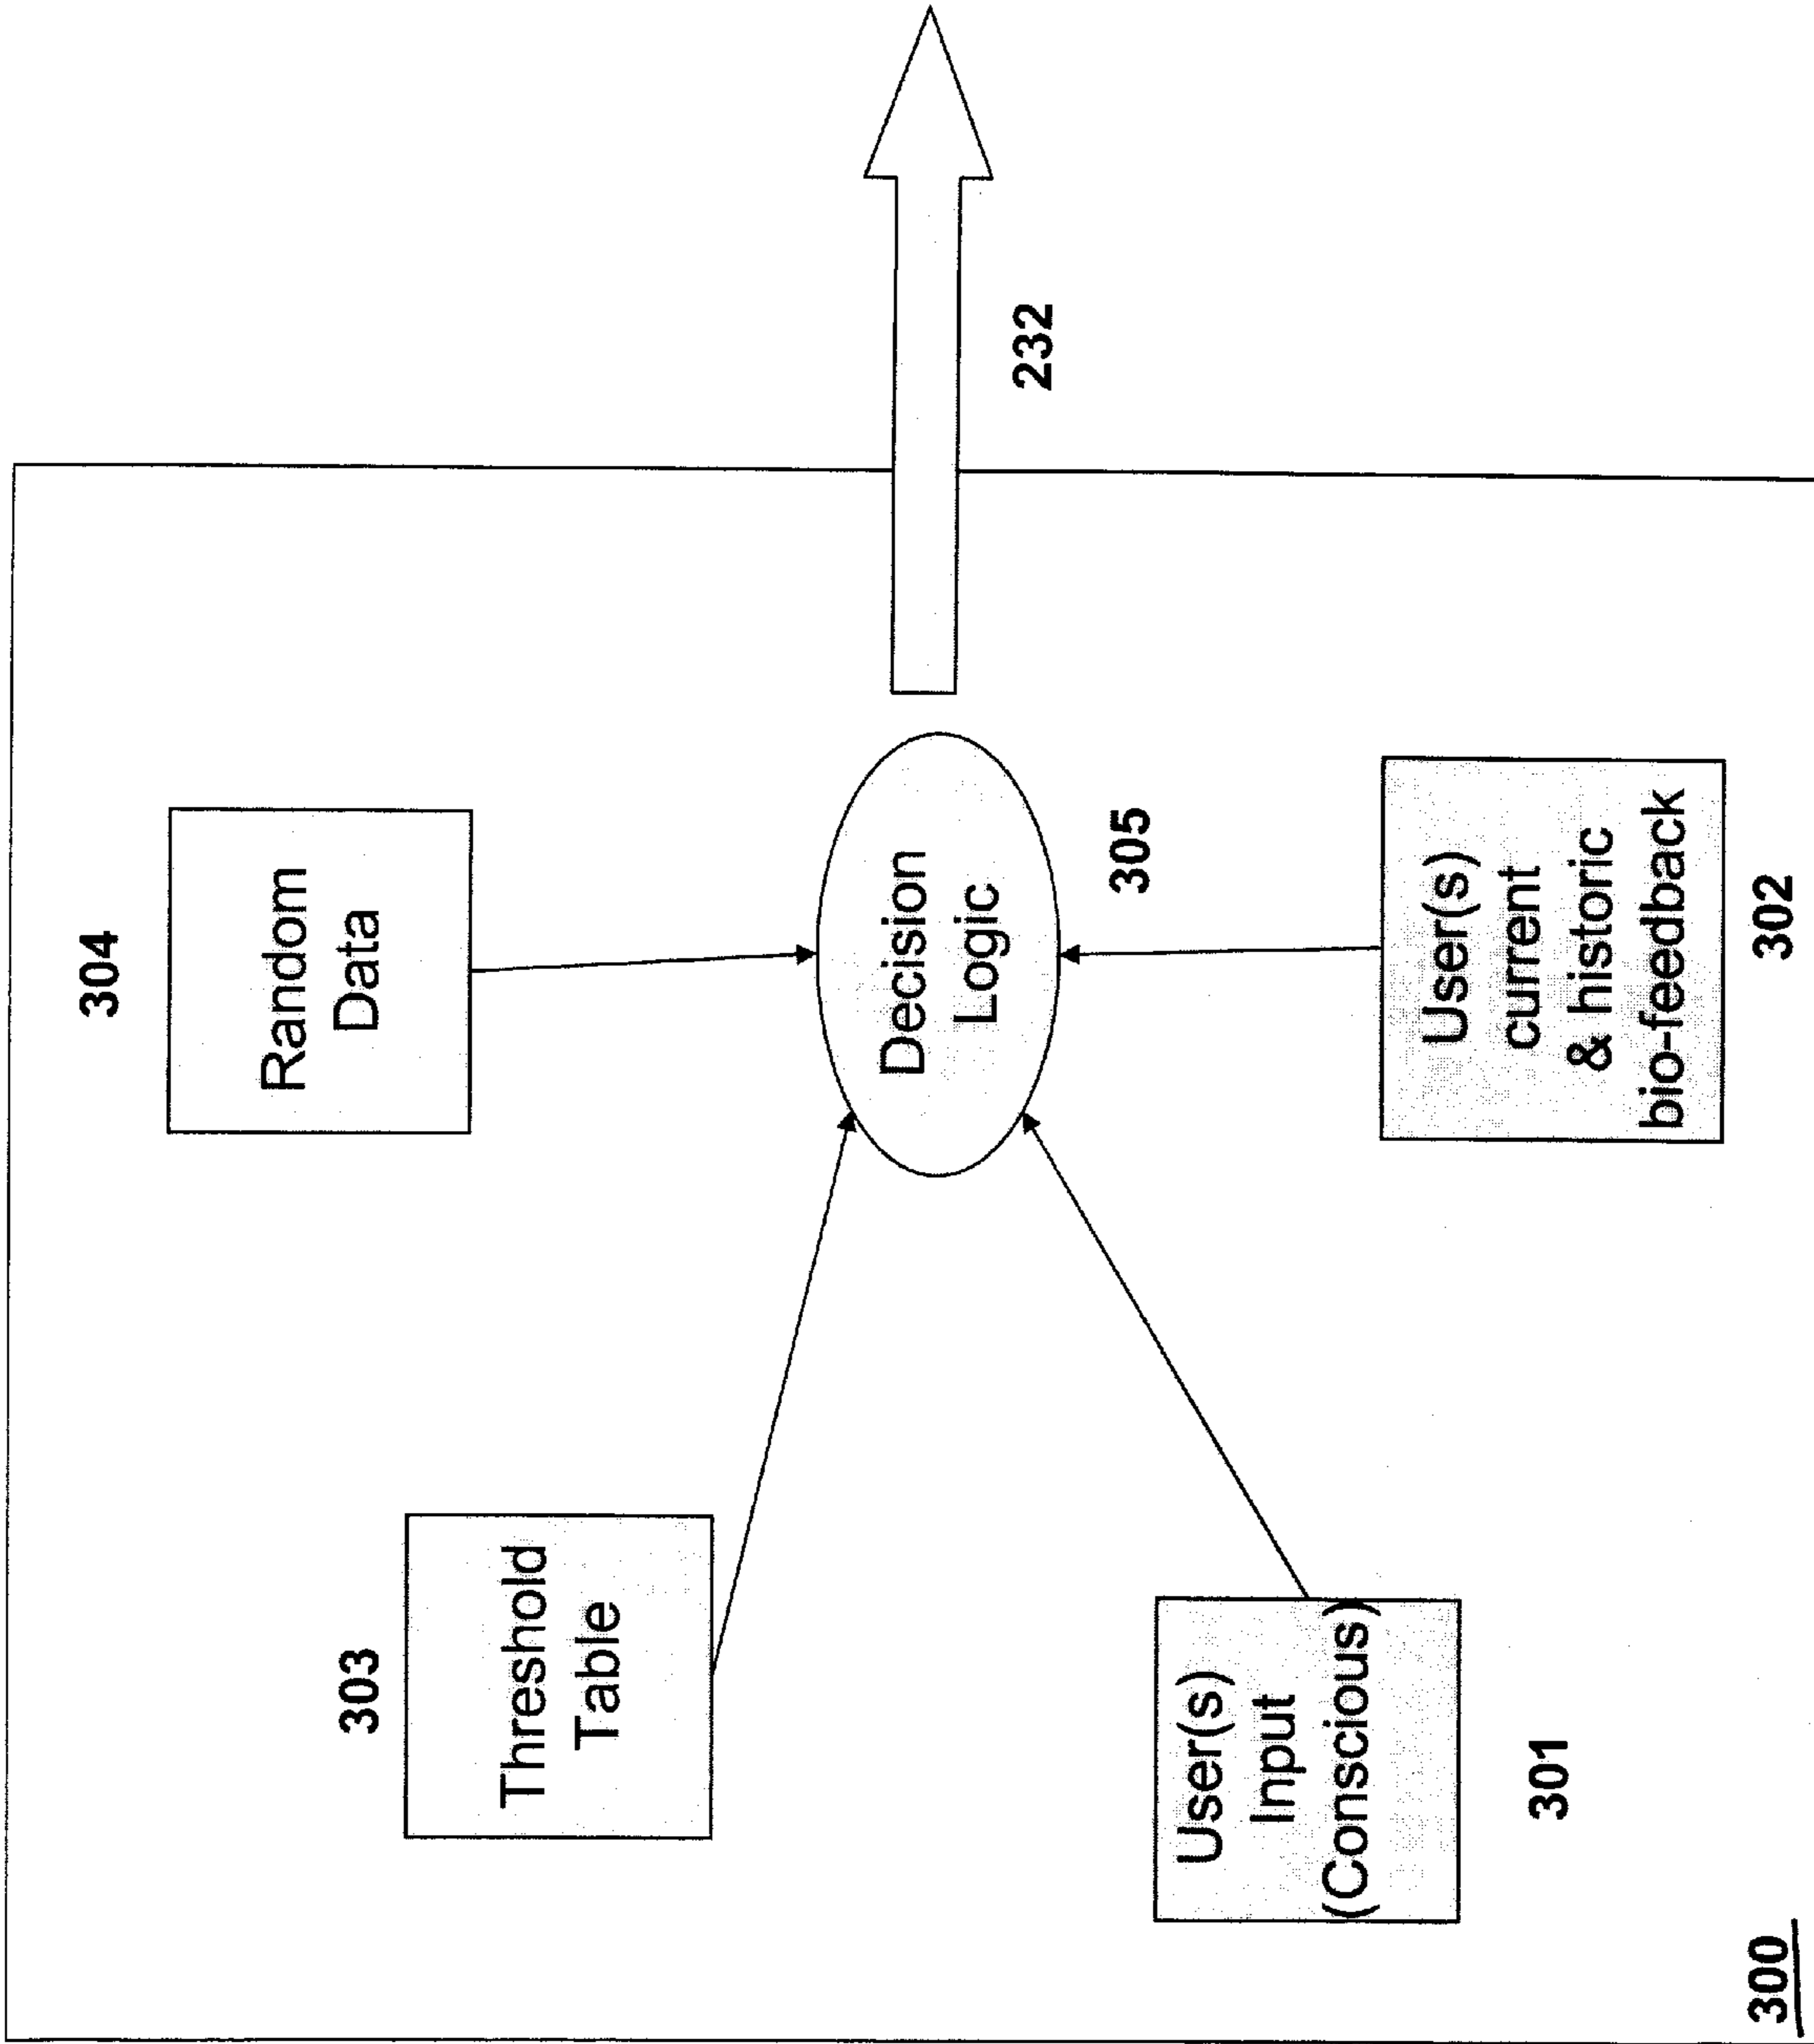 303
Threshold
Table
304
Random
Data
Decision
Logic
305
232
User(s)
Input
(Conscious)
301
User(s)
current
& historic
bio-feedback
302
300